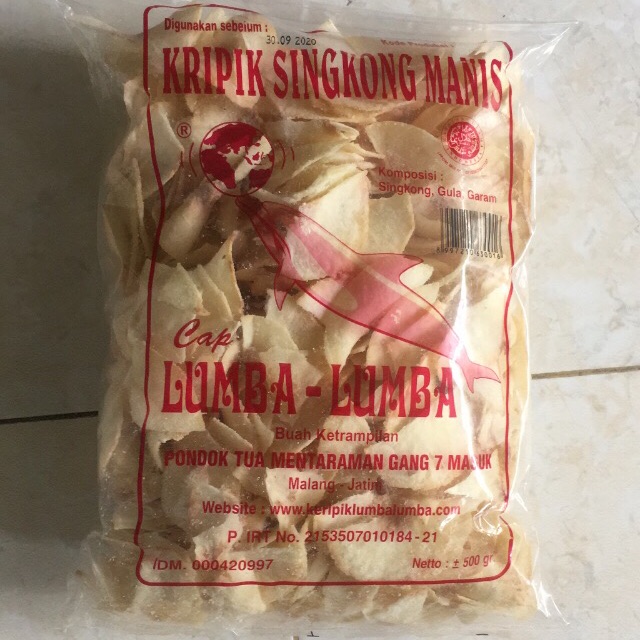 Digunakan sebelum :
30.09 2020
KRIPIK SINGKONG MANIS
®
Komposisi :
Singkong, Gula, Garam
Cap
LUMBA - LUMBA
Buah Ketrampilan
PONDOK TUA MENTARAMAN GANG 7 MASUK
Malang - Jatim
Website : www.keripiklumbalumba.com
P. IRT No. 2153507010184 - 21
IDM. 000420997
Netto : ± 500 gr.